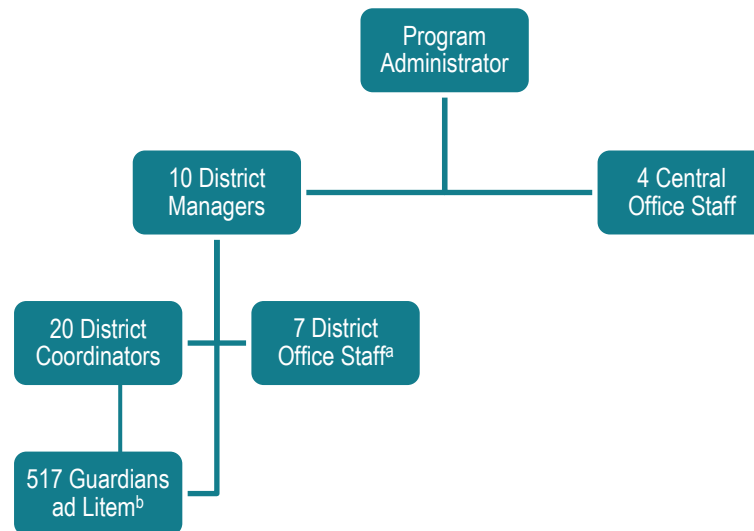 Program
Administrator
10 District
Managers
4 Central
Office Staff
20 District
Coordinators
7 District
Office Staffᵃ
517 Guardians
ad Litemᵇ